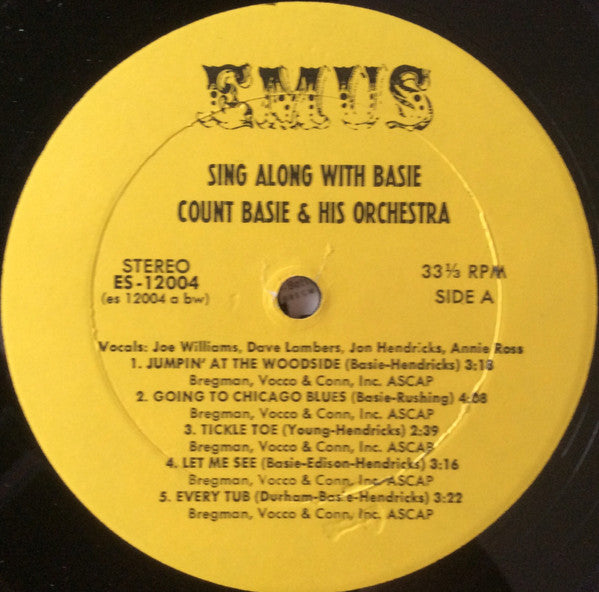 EMUS
SING ALONG WITH BASIE
COUNT BASIE & HIS ORCHESTRA
STEREO
ES-12004
(es 12004 a bw)
33⅓ RPM
SIDE A
Vocals: Joe Williams, Dave Lambers, Jon Hendricks, Annie Ross
1. JUMPIN' AT THE WOODSIDE (Basie-Hendricks) 3:18
Bregman, Vocco & Conn, Inc. ASCAP
2. GOING TO CHICAGO BLUES (Basie-Rushing) 4:08
Bregman, Vocco & Conn, Inc. ASCAP
3. TICKLE TOE (Young-Hendricks) 2:39
Bregman, Vocco & Conn, Inc. ASCAP
4. LET ME SEE (Basie-Edison-Hendricks) 3:16
Bregman, Vocco & Conn, Inc. ASCAP
5. EVERY TUB (Durham-Basie-Hendricks) 3:22
Bregman, Vocco & Conn, Inc. ASCAP